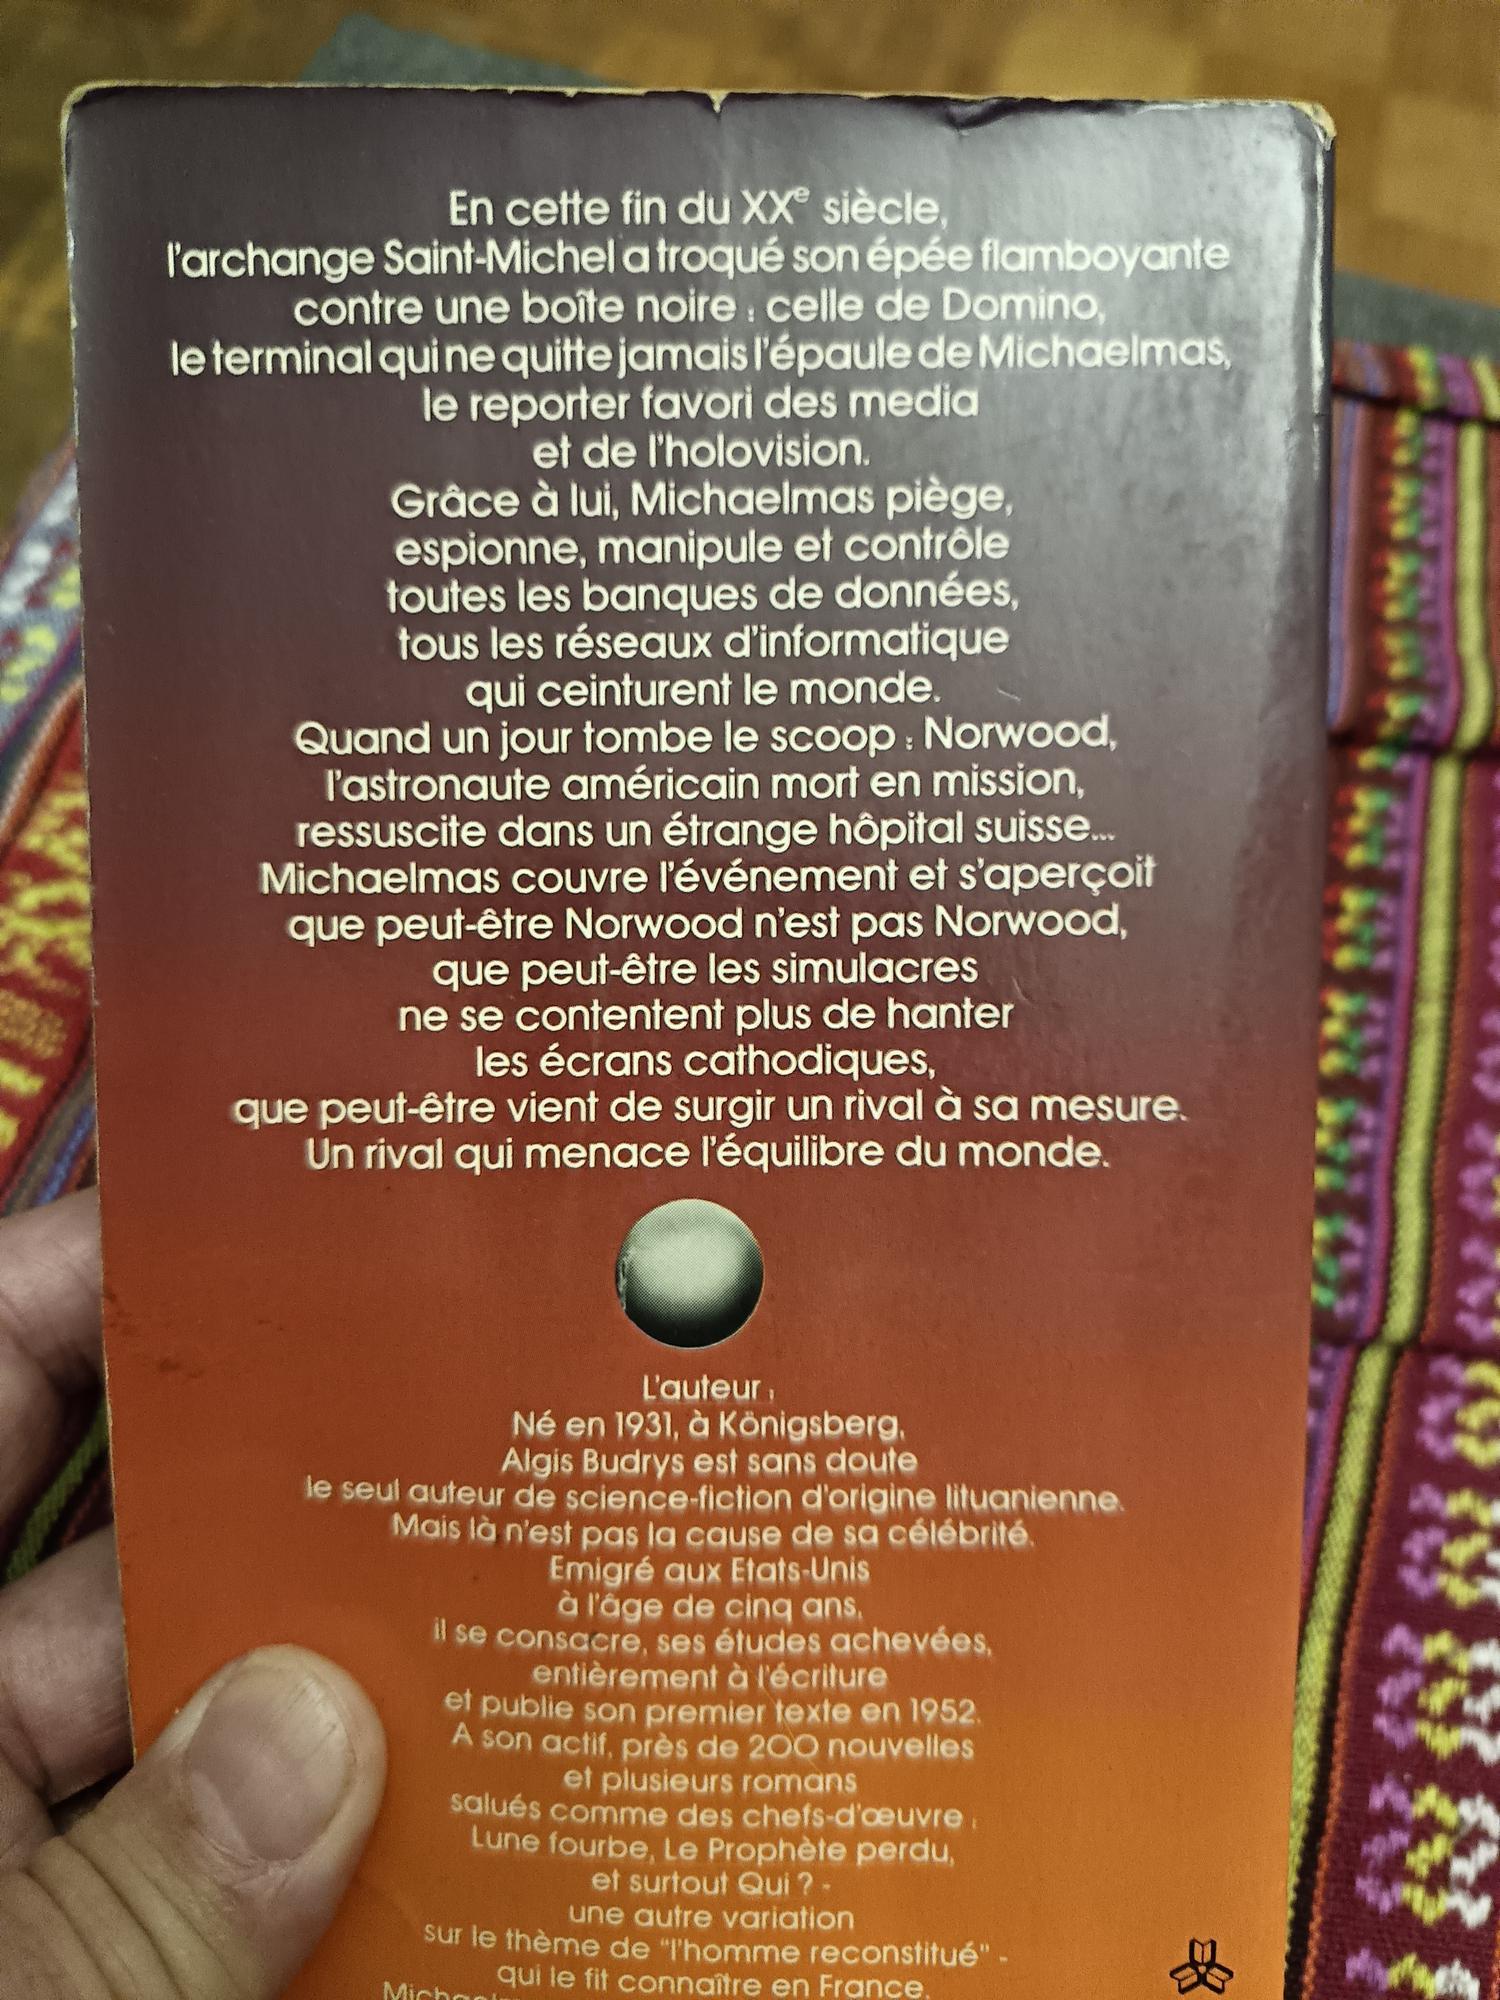 En cette fin du XXe siècle,
l'archange Saint-Michel a troqué son épée flamboyante
contre une boîte noire : celle de Domino,
le terminal qui ne quitte jamais l'épaule de Michaelmas,
le reporter favori des media
et de l'holovision.
Grâce à lui, Michaelmas piège,
espionne, manipule et contrôle
toutes les banques de données,
tous les réseaux d'informatique
qui ceinturent le monde.
Quand un jour tombe le scoop : Norwood,
l'astronaute américain mort en mission,
ressuscite dans un étrange hôpital suisse...
Michaelmas couvre l'événement et s'aperçoit
que peut-être Norwood n'est pas Norwood,
que peut-être les simulacres
ne se contentent plus de hanter
les écrans cathodiques,
que peut-être vient de surgir un rival à sa mesure.
Un rival qui menace l'équilibre du monde.
L'auteur :
Né en 1931, à Königsberg,
Algis Budrys est sans doute
le seul auteur de science-fiction d'origine lituanienne.
Mais là n'est pas la cause de sa célébrité.
Emigré aux Etats-Unis
à l'âge de cinq ans,
il se consacre, ses études achevées,
entièrement à l'écriture
et publie son premier texte en 1952.
A son actif, près de 200 nouvelles
et plusieurs romans
salués comme des chefs-d'œuvre :
Lune fourbe, Le Prophète perdu,
et surtout Qui ? -
une autre variation
sur le thème de "l'homme reconstitué" -
qui le fit connaître en France.